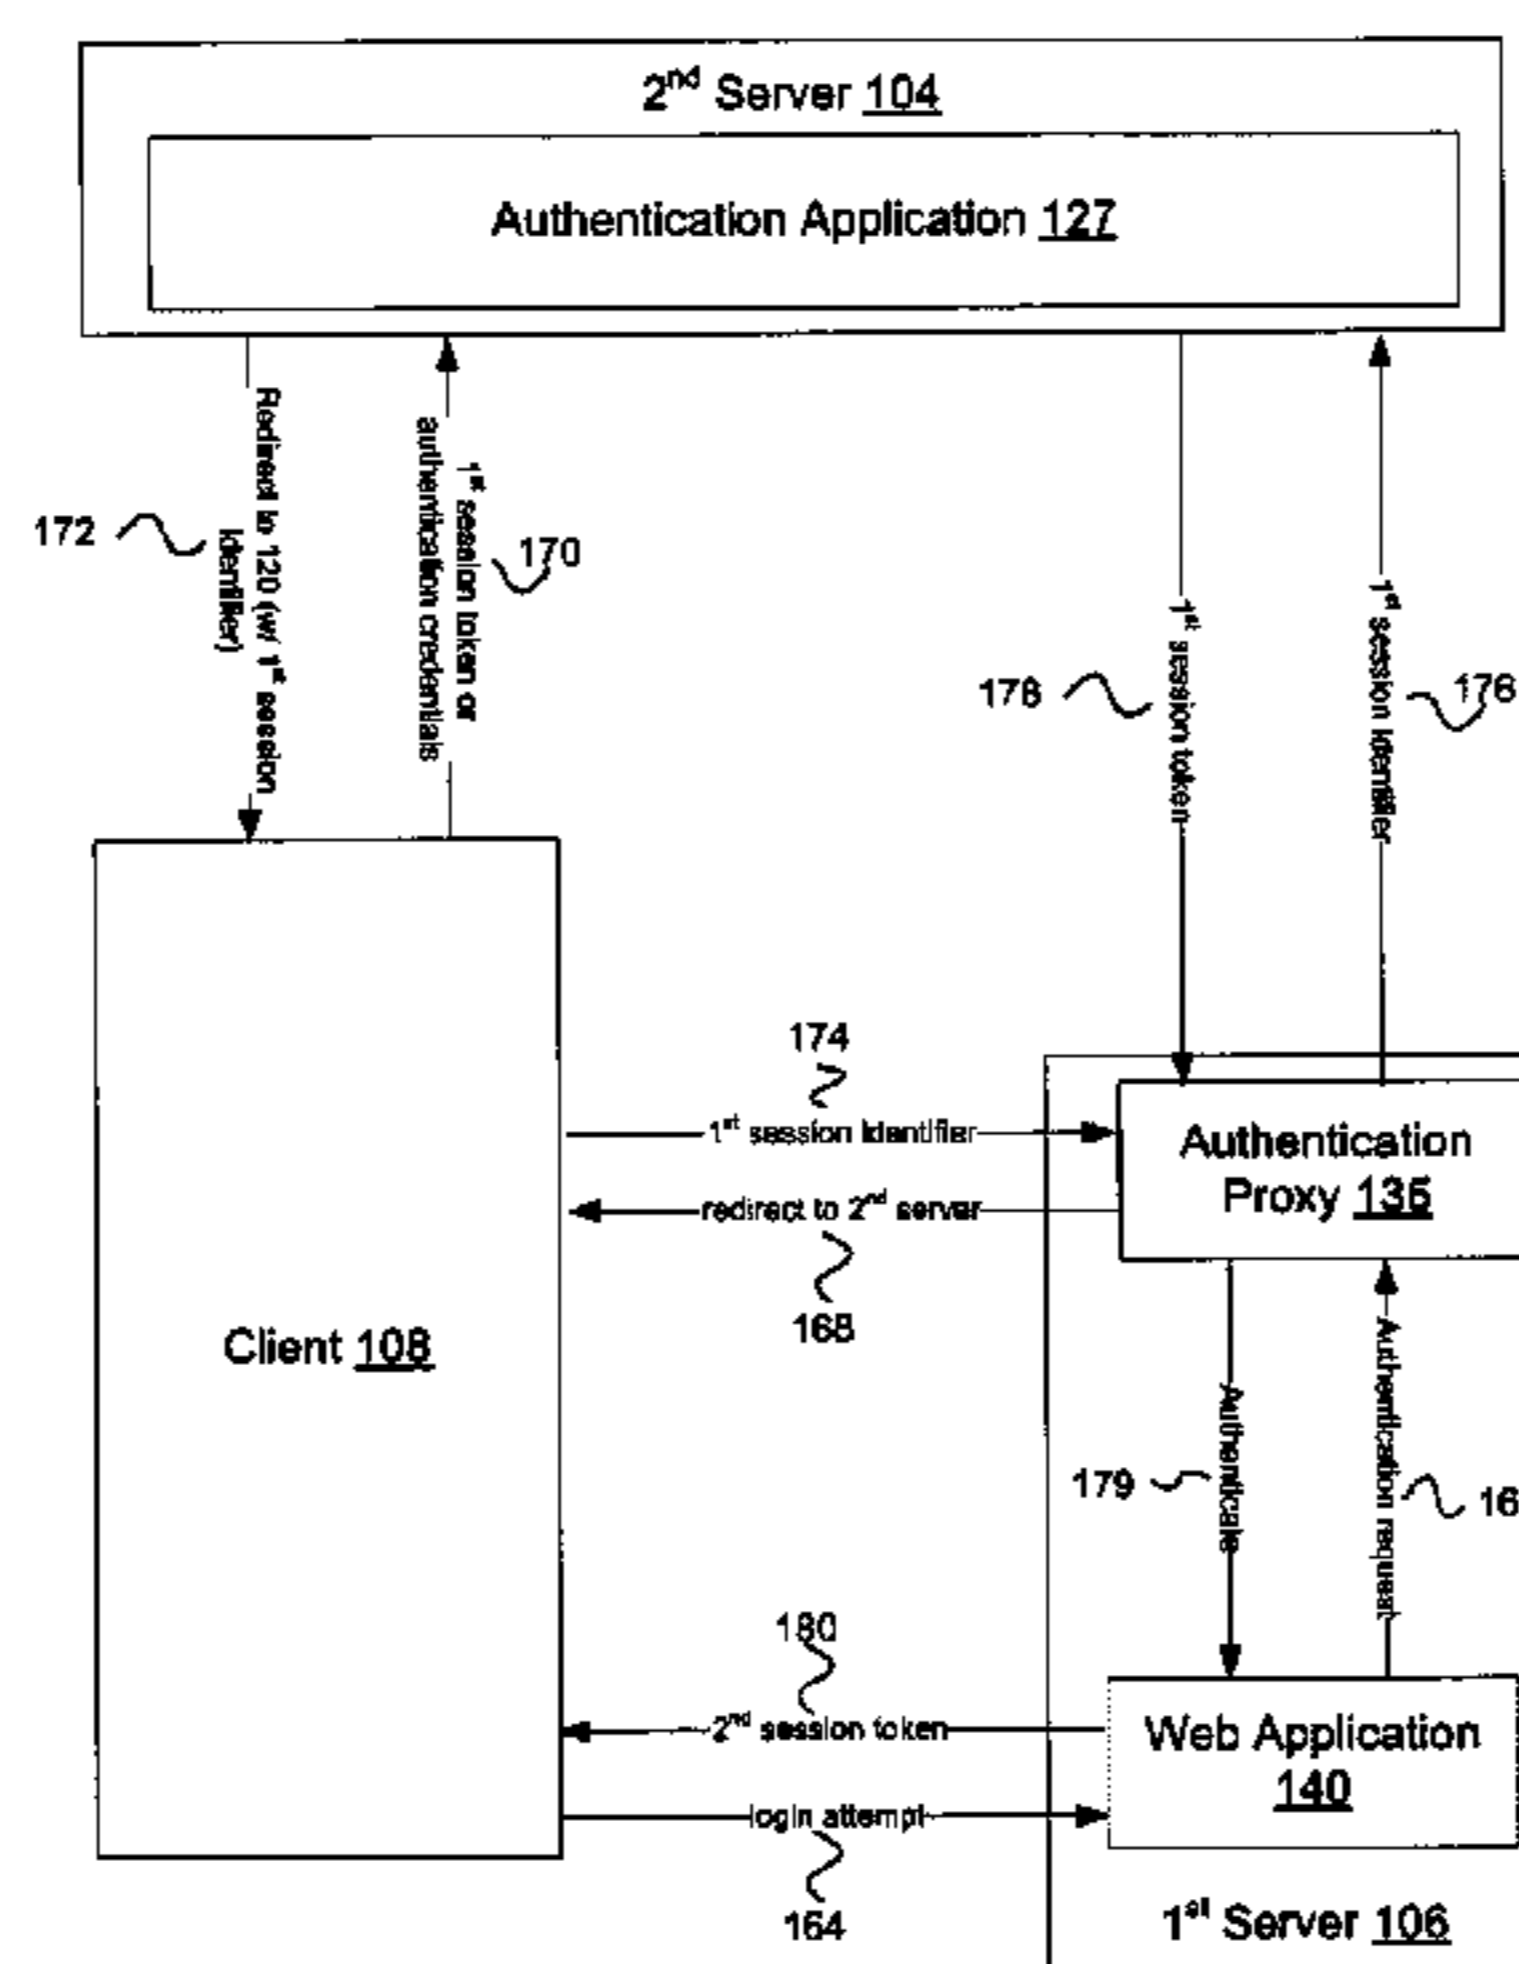 2nd Server 104
Authentication Application 127
Redirect to 120 (w/ 1st session
identifier)
172
1st session token or
authentication credentials
170
1st session token
178
1st session identifier
176
174
1st session identifier
redirect to 2nd server
168
Authentication
Proxy 135
Client 108
Authenticate
179
Authentication request
16
180
2nd session token
login attempt
164
Web Application
140
1st Server 106